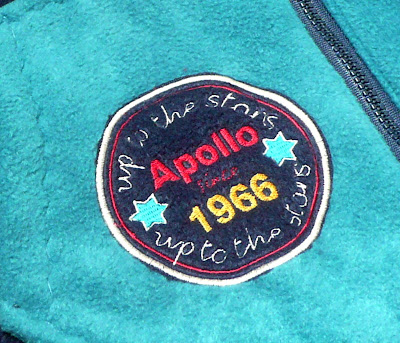 up to the stars
Apollo
since
1966
up to the stars